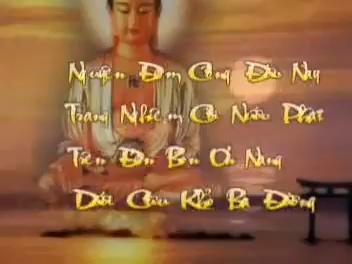 Nguyện Đem Công Đức Này
Trang Nghiêm Cõi Nước Phật
Trên Đền Bốn Ơn Nặng
Dưới Cứu Khổ Ba Đường